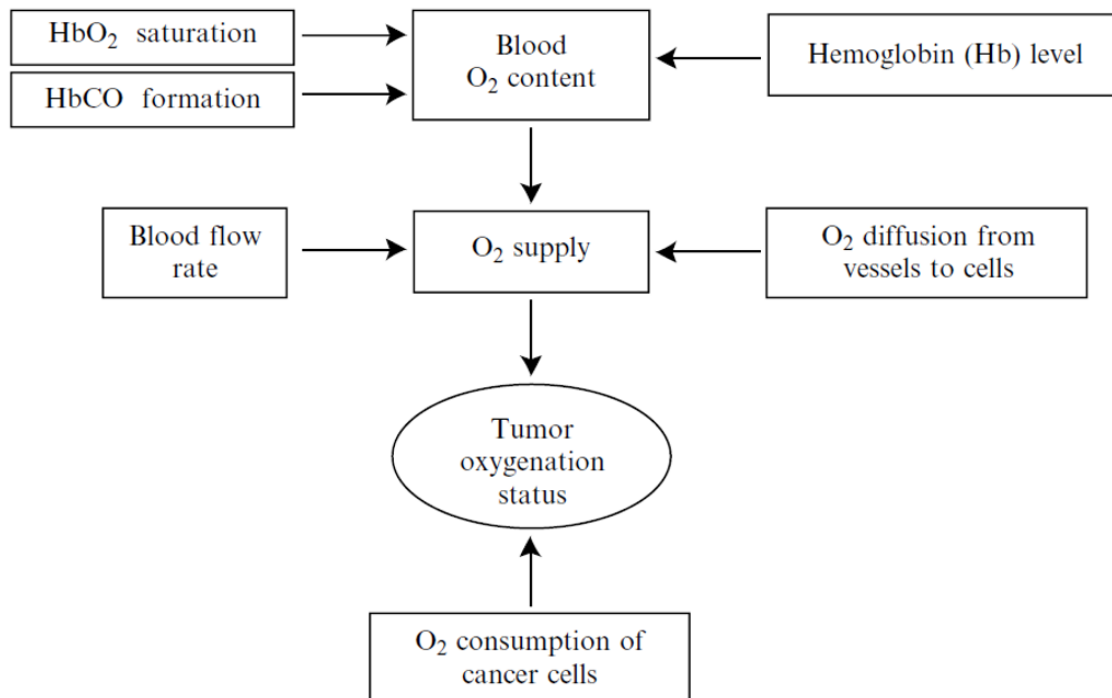 HbO₂ saturation
HbCO formation
Blood
O₂ content
Hemoglobin (Hb) level
Blood flow
rate
O₂ supply
O₂ diffusion from
vessels to cells
Tumor
oxygenation
status
O₂ consumption of
cancer cells